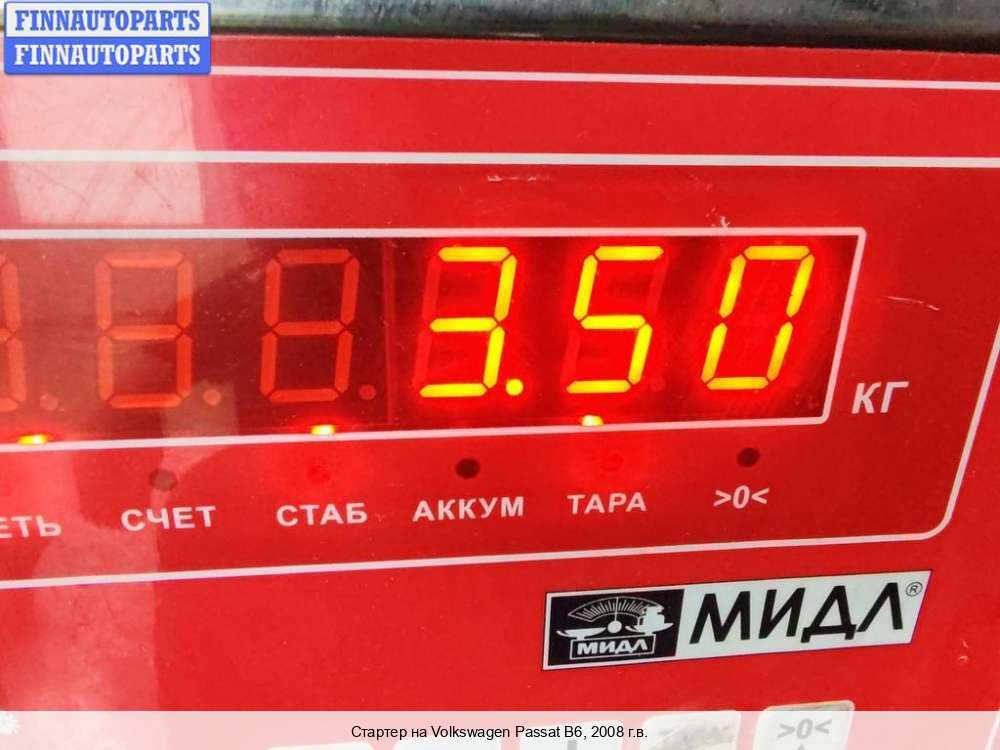 FINNAUTOPARTS
FINNAUTOPARTS
3.50
КГ
СЧЕТ СТАБ АККУМ ТАРА >0<
МИДЛ МИДЛ®
>0<
Стартер на Volkswagen Passat B6, 2008 г.в.